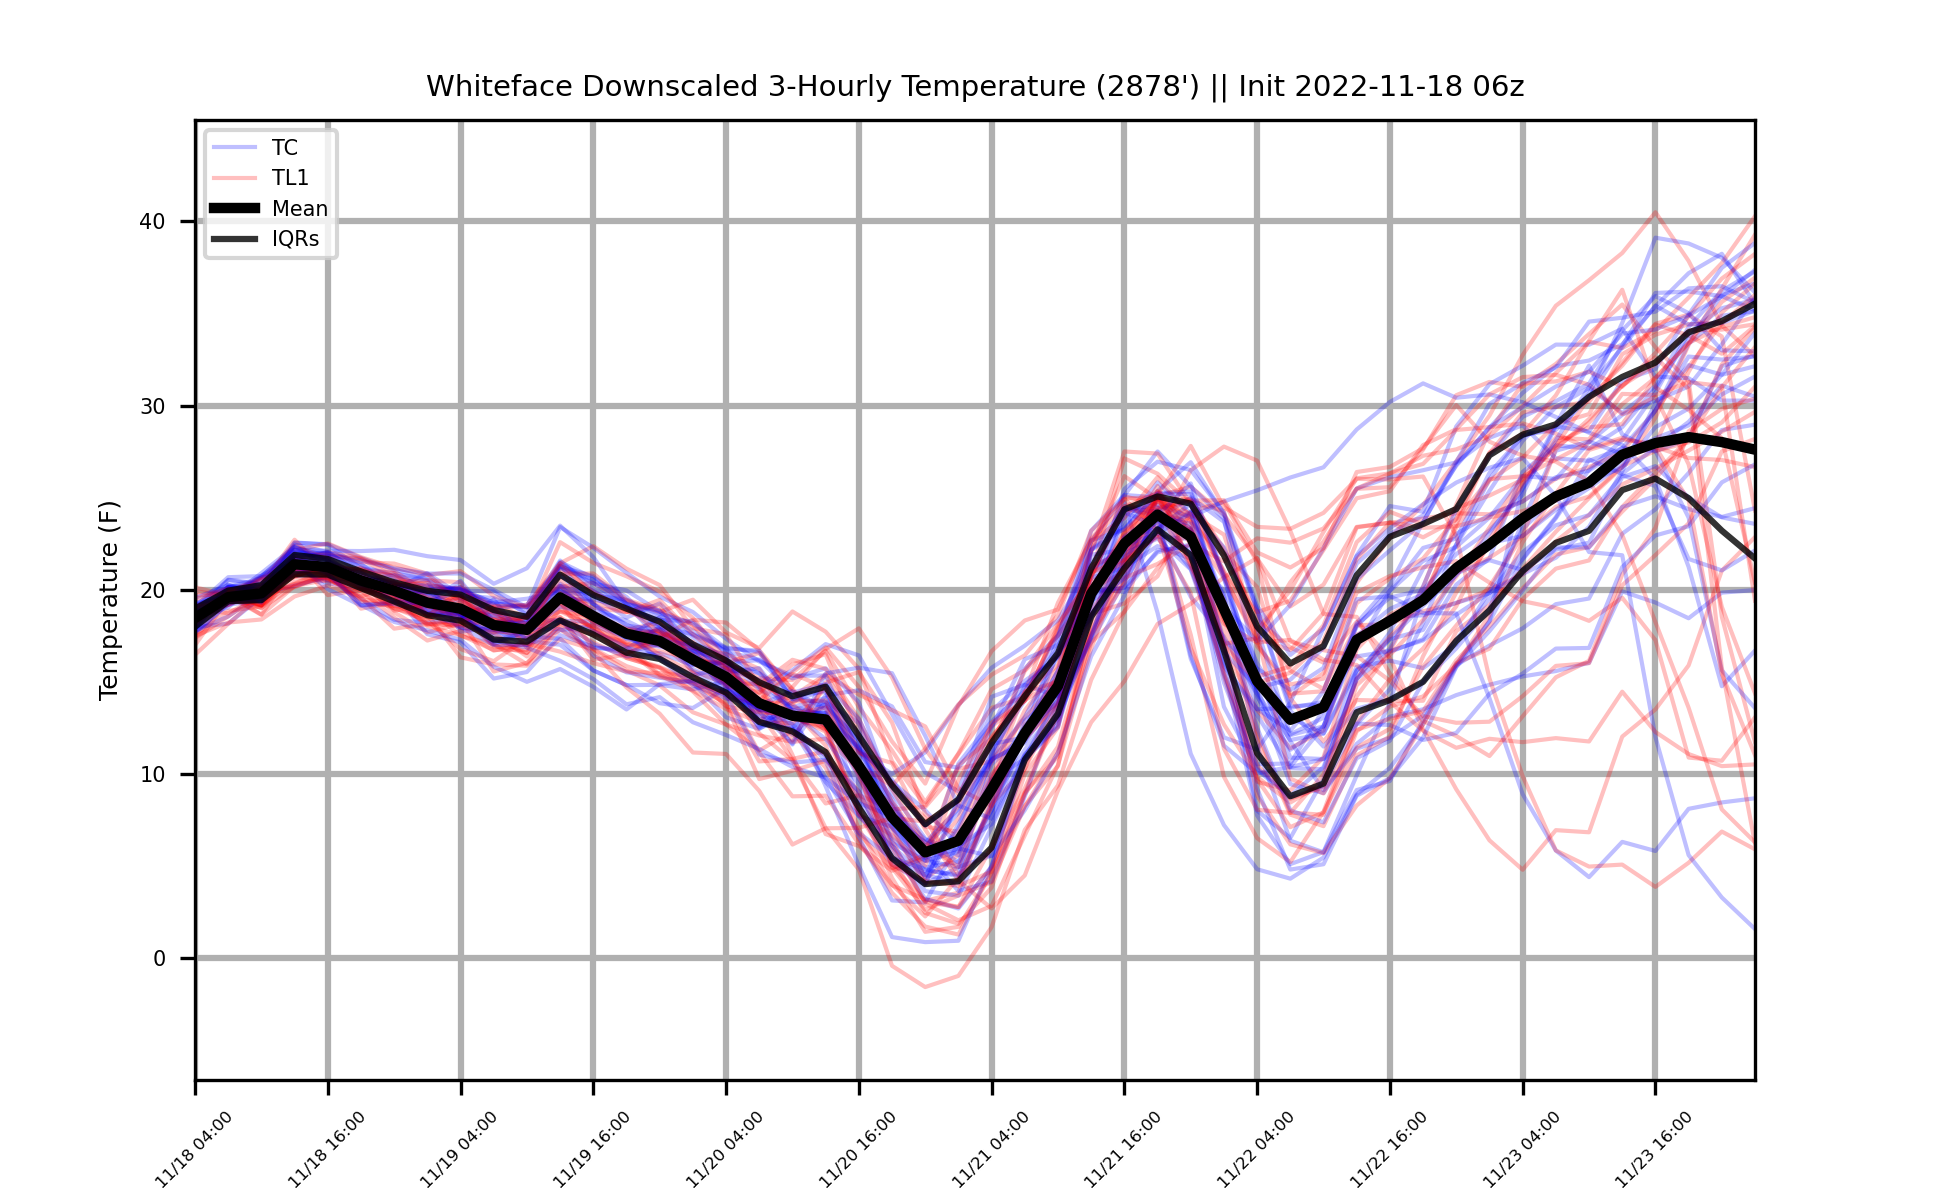 Whiteface Downscaled 3-Hourly Temperature (2878') || Init 2022-11-18 06z
TC
TL1
Mean
IQRs
40
30
20
10
0
Temperature (F)
11/18 04:00
11/18 16:00
11/19 04:00
11/19 16:00
11/20 04:00
11/20 16:00
11/21 04:00
11/21 16:00
11/22 04:00
11/22 16:00
11/23 04:00
11/23 16:00